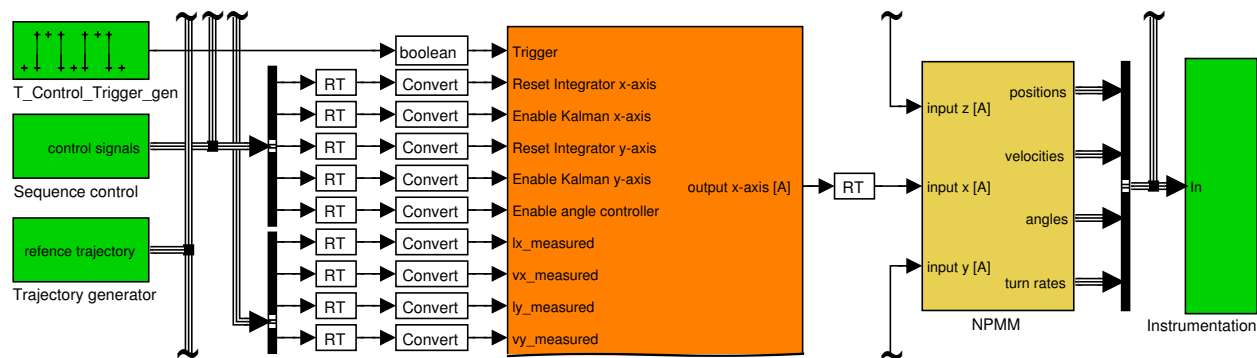 boolean
Trigger
T_Control_Trigger_gen
RT
Convert
Reset Integrator x-axis
positions
RT
Convert
Enable Kalman x-axis
input z [A]
control signals
RT
Convert
Reset Integrator y-axis
velocities
Sequence control
RT
Convert
Enable Kalman y-axis
output x-axis [A]
RT
input x [A]
In
RT
Convert
Enable angle controller
angles
refence trajectory
RT
Convert
lx_measured
RT
Convert
vx_measured
input y [A]
turn rates
Trajectory generator
RT
Convert
ly_measured
NPMM
Instrumentation
RT
Convert
vy_measured